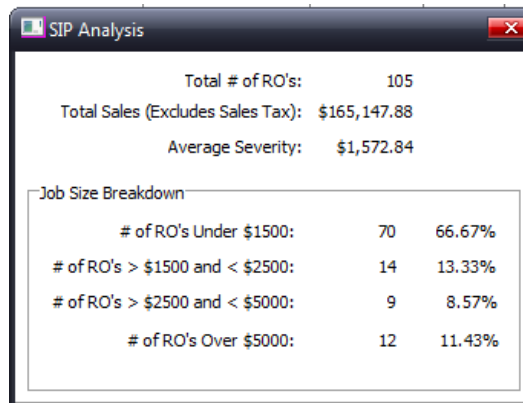 SIP Analysis
Total # of RO's: 105
Total Sales (Excludes Sales Tax): $165,147.88
Average Severity: $1,572.84
Job Size Breakdown
# of RO's Under $1500: 70 66.67%
# of RO's > $1500 and < $2500: 14 13.33%
# of RO's > $2500 and < $5000: 9 8.57%
# of RO's Over $5000: 12 11.43%